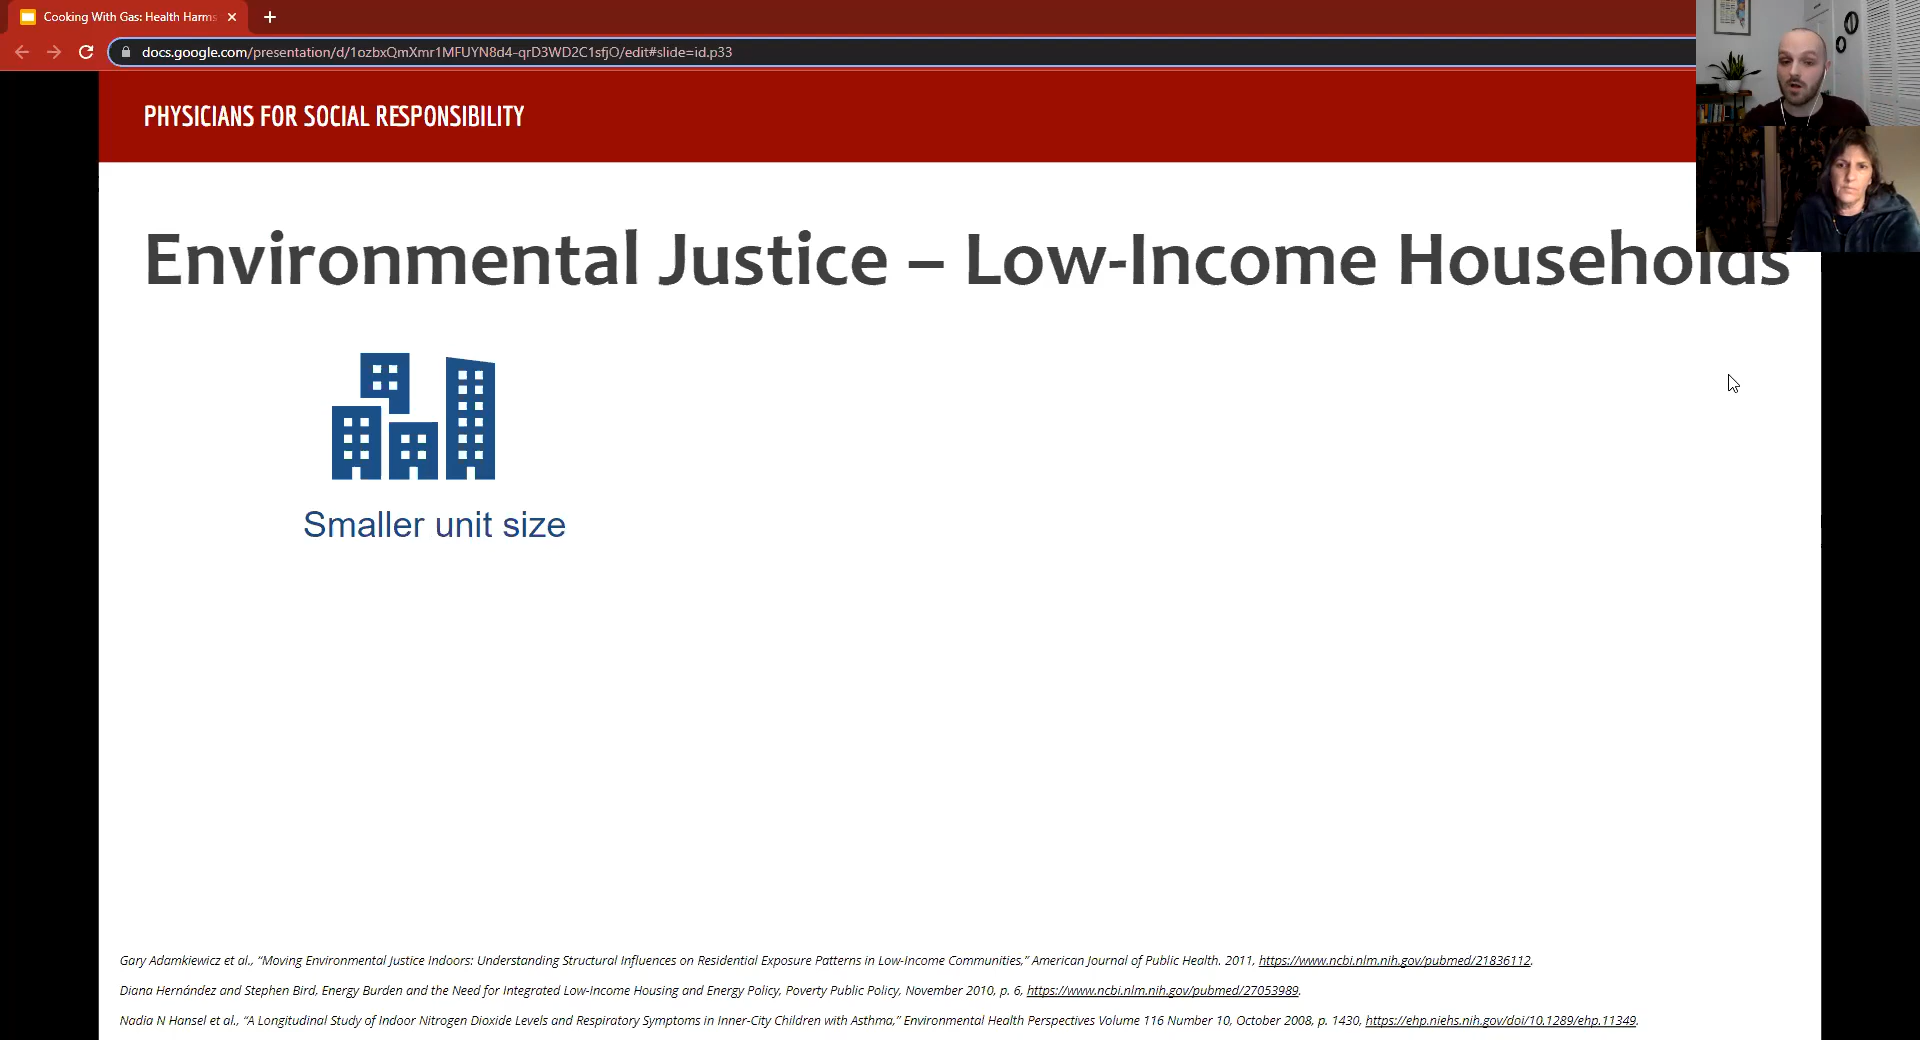 Cooking With Gas: Health Harms
docs.google.com/presentation/d/1ozbxQmXmr1MFUYN8d4-qrD3WD2C1sfjO/edit#slide=id.p33
PHYSICIANS FOR SOCIAL RESPONSIBILITY
Environmental Justice – Low-Income Households
Smaller unit size
Gary Adamkiewicz et al., “Moving Environmental Justice Indoors: Understanding Structural Influences on Residential Exposure Patterns in Low-Income Communities,” American Journal of Public Health. 2011, https://www.ncbi.nlm.nih.gov/pubmed/21836112.
Diana Hernández and Stephen Bird, Energy Burden and the Need for Integrated Low-Income Housing and Energy Policy, Poverty Public Policy, November 2010, p. 6, https://www.ncbi.nlm.nih.gov/pubmed/27053989.
Nadia N Hansel et al., “A Longitudinal Study of Indoor Nitrogen Dioxide Levels and Respiratory Symptoms in Inner-City Children with Asthma,” Environmental Health Perspectives Volume 116 Number 10, October 2008, p. 1430, https://ehp.niehs.nih.gov/doi/10.1289/ehp.11349.